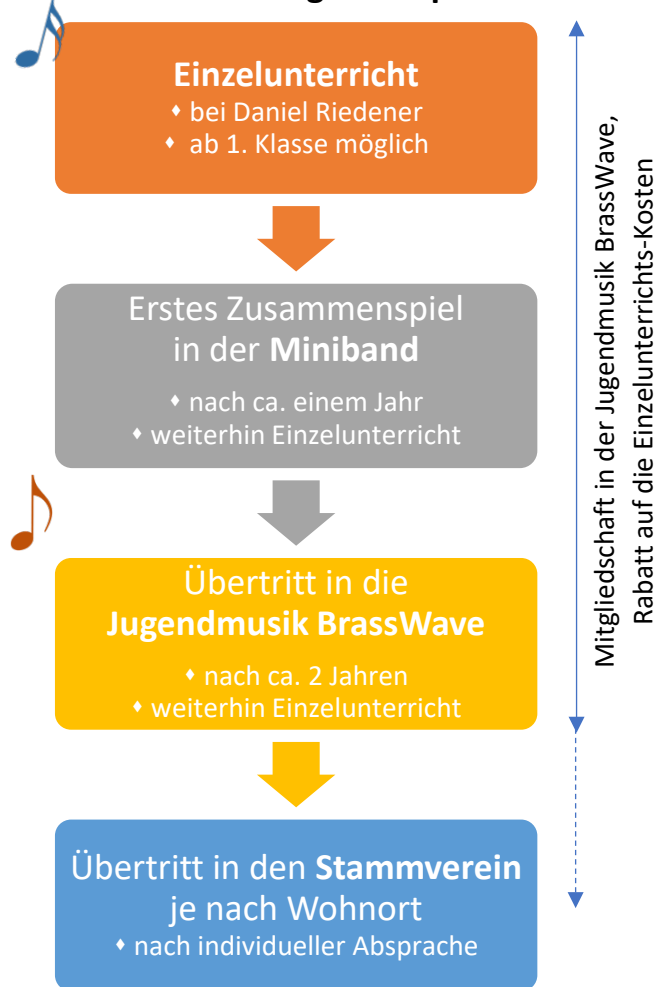 Einzelunterricht
⬧ bei Daniel Riedener
⬧ ab 1. Klasse möglich
Erstes Zusammenspiel
in der Miniband
⬧ nach ca. einem Jahr
⬧ weiterhin Einzelunterricht
Übertritt in die
Jugendmusik BrassWave
⬧ nach ca. 2 Jahren
⬧ weiterhin Einzelunterricht
Übertritt in den Stammverein
je nach Wohnort
⬧ nach individueller Absprache
Mitgliedschaft in der Jugendmusik BrassWave,
Rabatt auf die Einzelunterrichts-Kosten